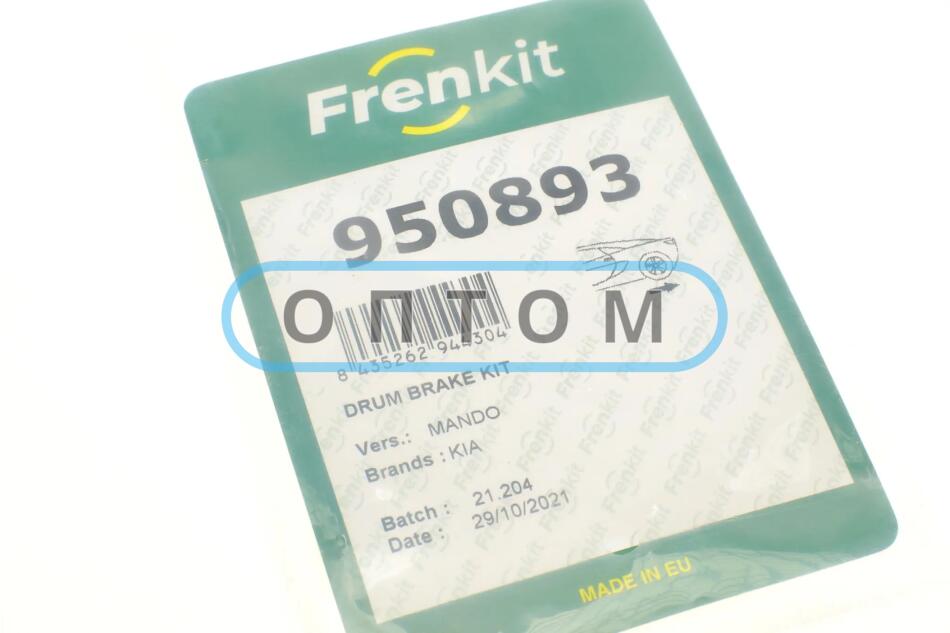 Frenkit
950893
ОПТОМ
8 435262 944304
DRUM BRAKE KIT
Vers.: MANDO
Brands : KIA
Batch : 21.204
Date : 29/10/2021
MADE IN EU